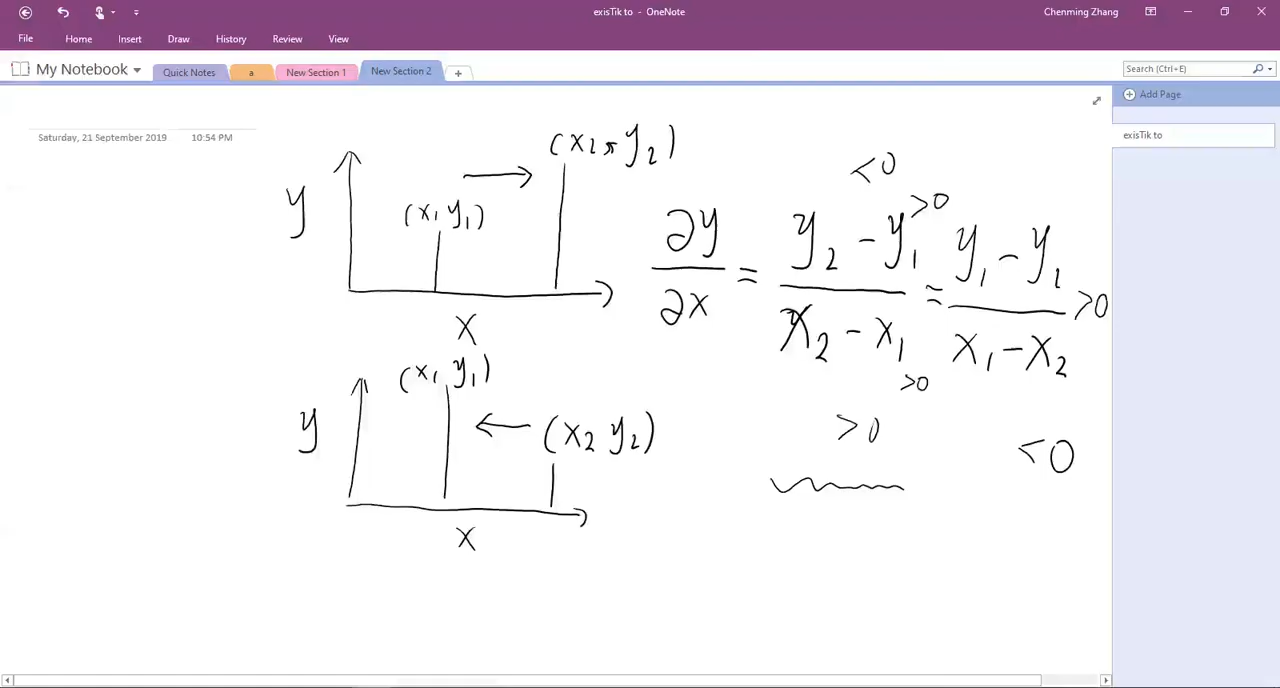 exisTik to - OneNote
Chenming Zhang
File Home Insert Draw History Review View
My Notebook
Quick Notes
a
New Section 1
New Section 2
Search (Ctrl+E)
Add Page
exisTik to
Saturday, 21 September 2019 10:54 PM
y
(x₁ y₁)
(x₂, y₂)
x
∂y/∂x = (y₂ - y₁)/(x₂ - x₁) = (y₁ - y₂)/(x₁ - x₂)
<0
>0
>0
>0
y
(x₁ y₁)
(x₂ y₂)
x
>0
<0